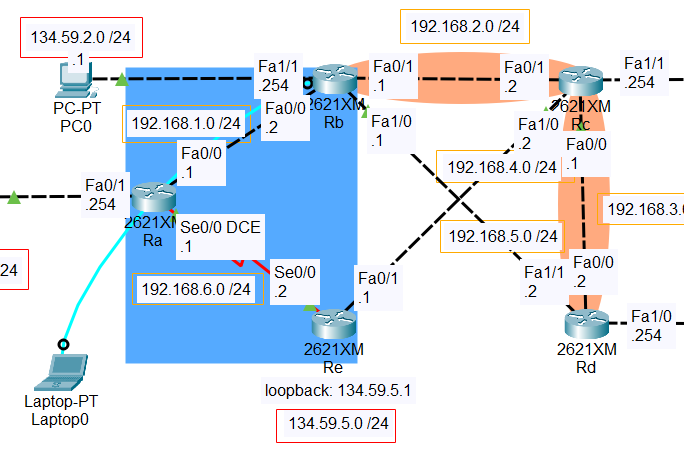 134.59.2.0 /24
.1
PC-PT
PC0
Fa1/1
.254
2621XM
Rb
Fa0/1
.1
192.168.2.0 /24
Fa0/1
.2
2621XM
Rc
Fa1/1
.254
192.168.1.0 /24
Fa0/0
.2
Fa0/0
.1
Fa1/0
.1
Fa1/0
.2
Fa0/0
.1
192.168.4.0 /24
Fa0/1
.254
2621XM
Ra
192.168.3.
Se0/0 DCE
.1
192.168.5.0 /24
24
192.168.6.0 /24
Se0/0
.2
Fa0/1
.1
Fa1/1
.2
Fa0/0
.2
2621XM
Re
2621XM
Rd
Fa1/0
.254
loopback: 134.59.5.1
134.59.5.0 /24
Laptop-PT
Laptop0